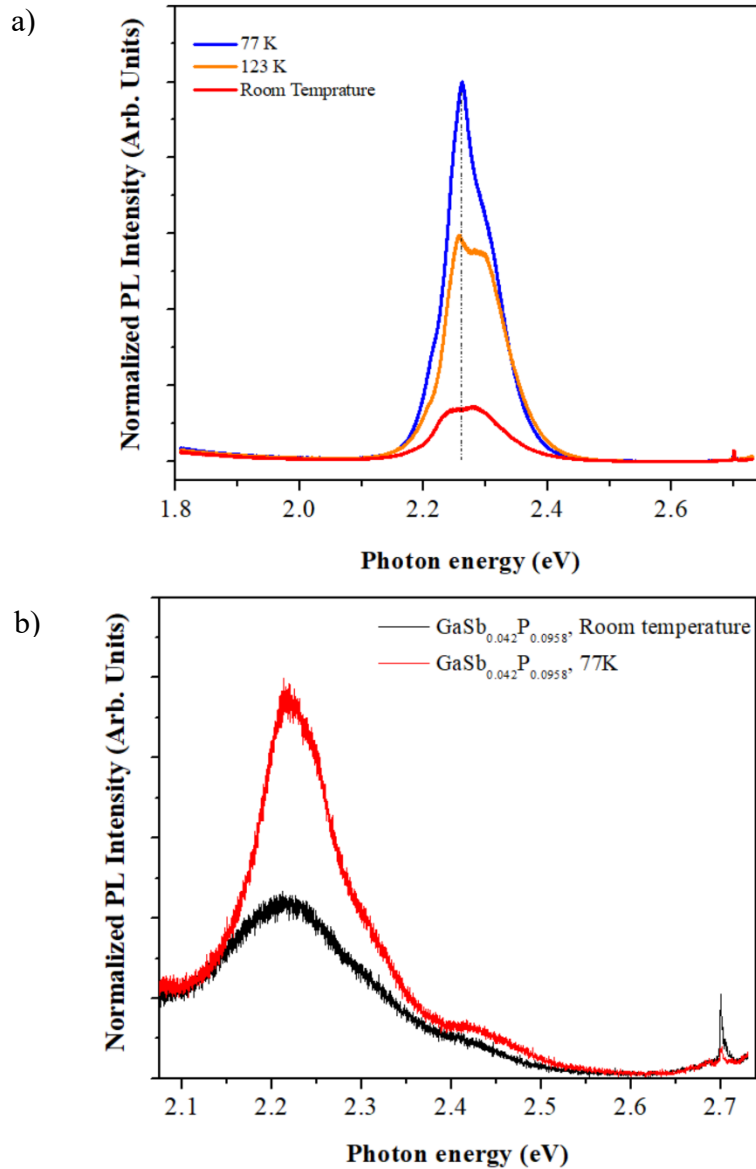 a)
77 K
123 K
Room Temprature
Normalized PL Intensity (Arb. Units)
1.8 2.0 2.2 2.4 2.6
Photon energy (eV)
b)
GaSb0.042P0.0958, Room temperature
GaSb0.042P0.0958, 77K
Normalized PL Intensity (Arb. Units)
2.1 2.2 2.3 2.4 2.5 2.6 2.7
Photon energy (eV)